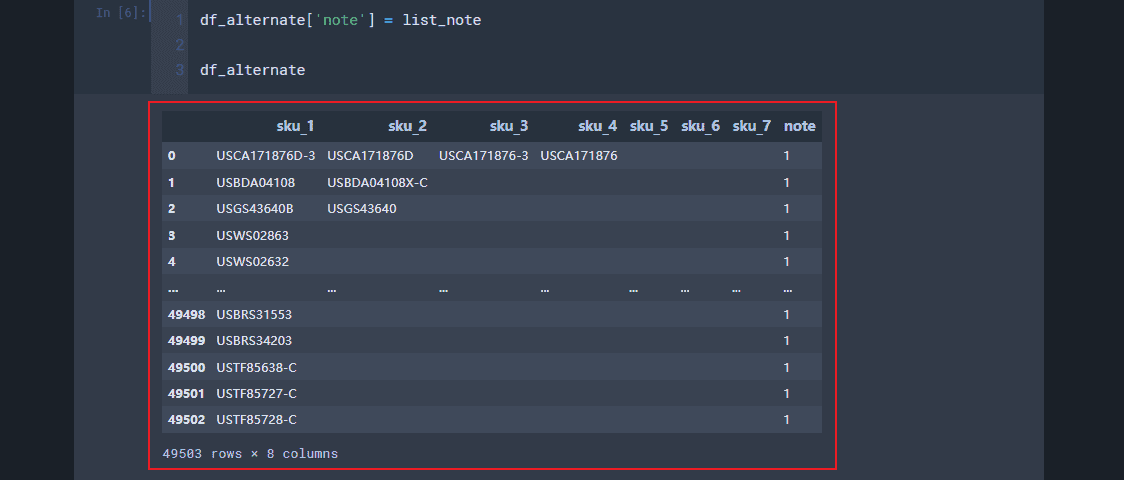 In [6]:
1 df_alternate['note'] = list_note
2
3 df_alternate
sku_1 sku_2 sku_3 sku_4 sku_5 sku_6 sku_7 note
0 USCA171876D-3 USCA171876D USCA171876-3 USCA171876 1
1 USBDA04108 USBDA04108X-C 1
2 USGS43640B USGS43640 1
3 USWS02863 1
4 USWS02632 1
... ... ... ... ... ... ... ... ...
49498 USBRS31553 1
49499 USBRS34203 1
49500 USTF85638-C 1
49501 USTF85727-C 1
49502 USTF85728-C 1
49503 rows × 8 columns